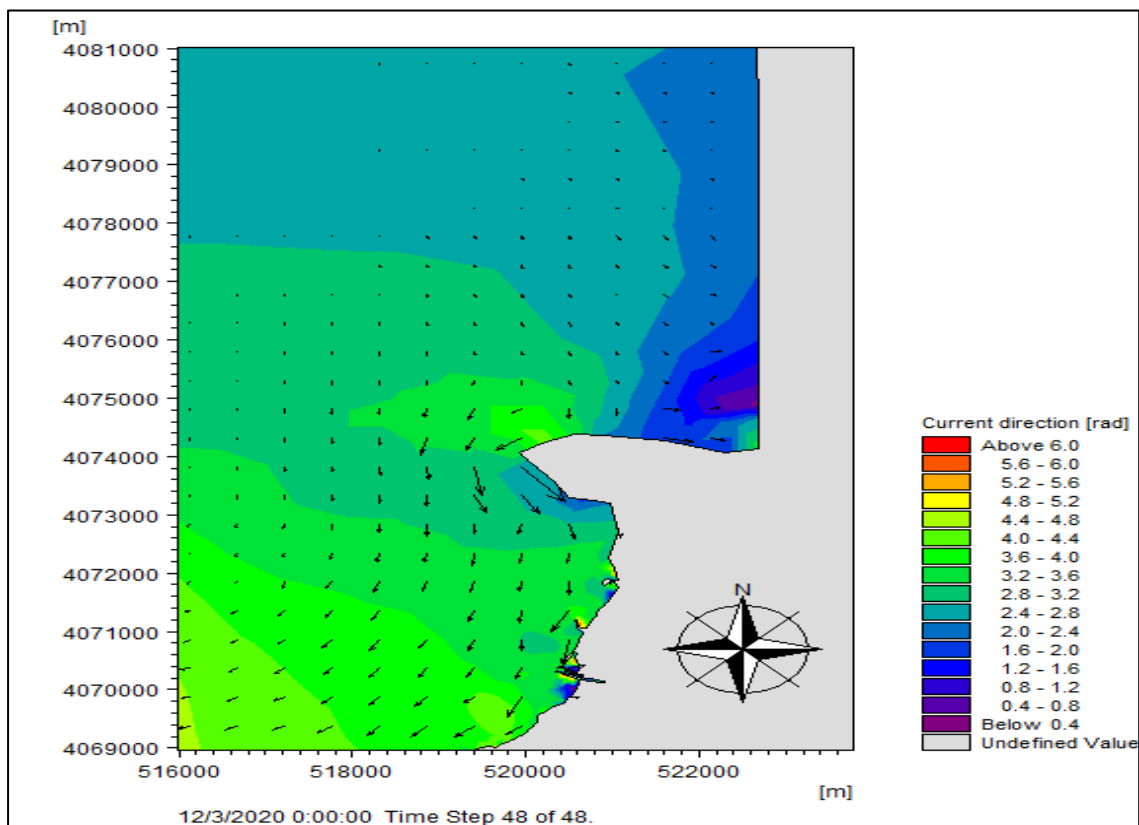 [m]
4081000
4080000
4079000
4078000
4077000
4076000
4075000
4074000
4073000
4072000
4071000
4070000
4069000
516000 518000 520000 522000
[m]
12/3/2020 0:00:00 Time Step 48 of 48.
N
Current direction [rad]
Above 6.0
5.6 - 6.0
5.2 - 5.6
4.8 - 5.2
4.4 - 4.8
4.0 - 4.4
3.6 - 4.0
3.2 - 3.6
2.8 - 3.2
2.4 - 2.8
2.0 - 2.4
1.6 - 2.0
1.2 - 1.6
0.8 - 1.2
0.4 - 0.8
Below 0.4
Undefined Value